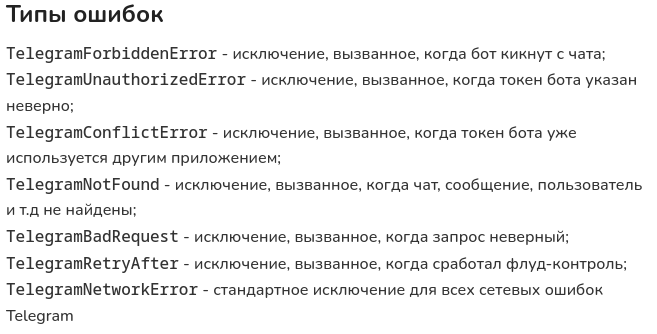 Типы ошибок
TelegramForbiddenError - исключение, вызванное, когда бот кикнут с чата;
TelegramUnauthorizedError - исключение, вызванное, когда токен бота указан
неверно;
TelegramConflictError - исключение, вызванное, когда токен бота уже
используется другим приложением;
TelegramNotFound - исключение, вызванное, когда чат, сообщение, пользователь
и т.д не найдены;
TelegramBadRequest - исключение, вызванное, когда запрос неверный;
TelegramRetryAfter - исключение, вызванное, когда сработал флуд-контроль;
TelegramNetworkError - стандартное исключение для всех сетевых ошибок
Telegram